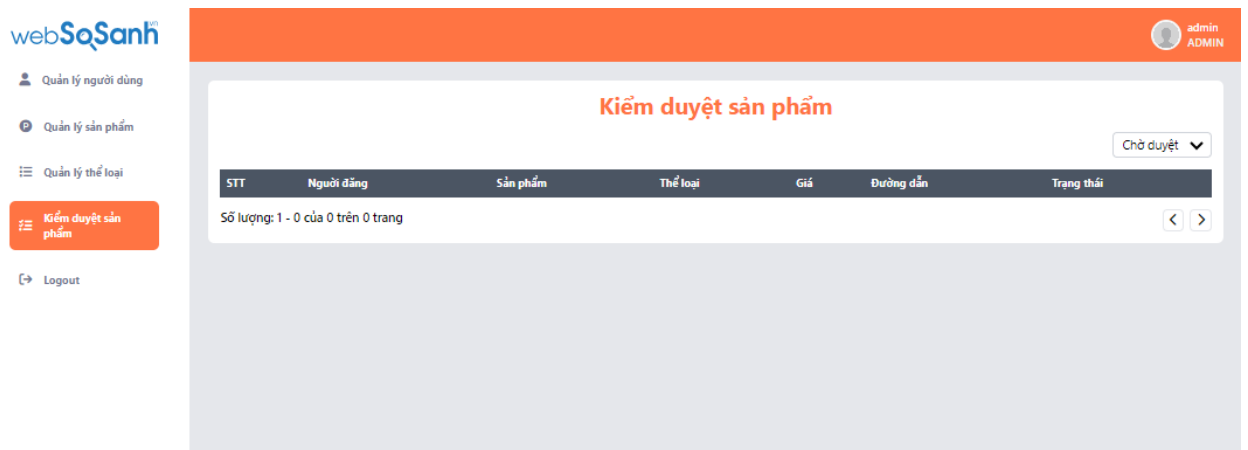 webSoSanh.vn
admin
ADMIN
Quản lý người dùng
Quản lý sản phẩm
Quản lý thể loại
Kiểm duyệt sản
phẩm
Logout
Kiểm duyệt sản phẩm
Chờ duyệt
STT Người đăng Sản phẩm Thể loại Giá Đường dẫn Trạng thái
Số lượng: 1 - 0 của 0 trên 0 trang